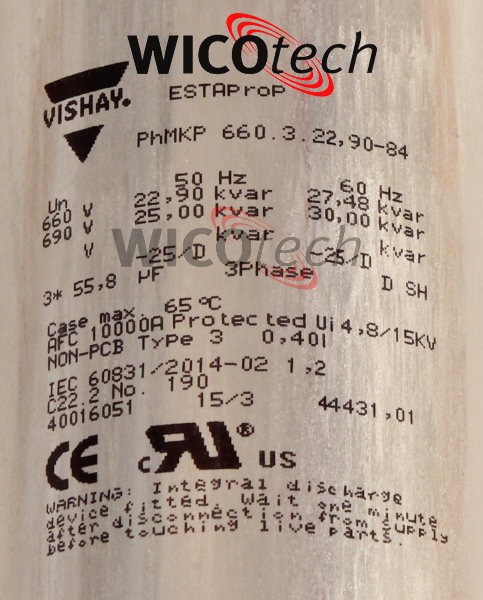 WICOtech
VISHAY.
ESTAProP
PhMKP 660.3.22,90-84
50 Hz 60 Hz
Un
660 V 22,90 kvar 27,48 kvar
690 V 25,00 kvar 30,00 kvar
V kvar kvar
WICOtech
-25/D -25/D
3* 55,8 µF 3Phase D SH
Case max. 65°C
AFC 10000A Protected Ui4,8/15KV
NON-PCB Type 3 0,40l
IEC 60831/2014-02 1,2
C22.2 No. 190
40016051 15/3 44431,01
CE c RU ® US
WARNING: Integral discharge
device fitted. Wait one minute
after disconnection from supply
before touching live parts.